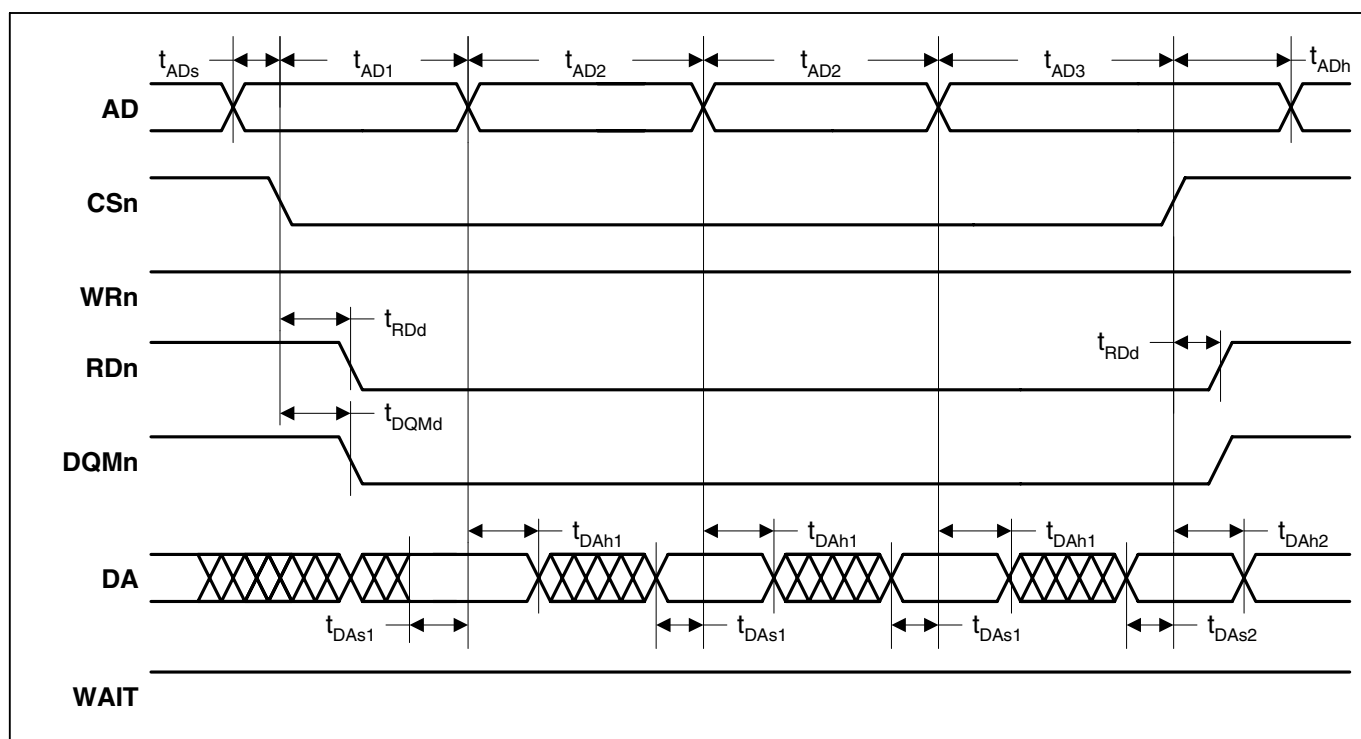 tADs tAD1 tAD2 tAD2 tAD3 tADh
AD
CSn
WRn
tRDd tRDd
RDn
tDQMd
DQMn
tDAh1 tDAh1 tDAh1 tDAh2
DA
tDAs1 tDAs1 tDAs1 tDAs2
WAIT